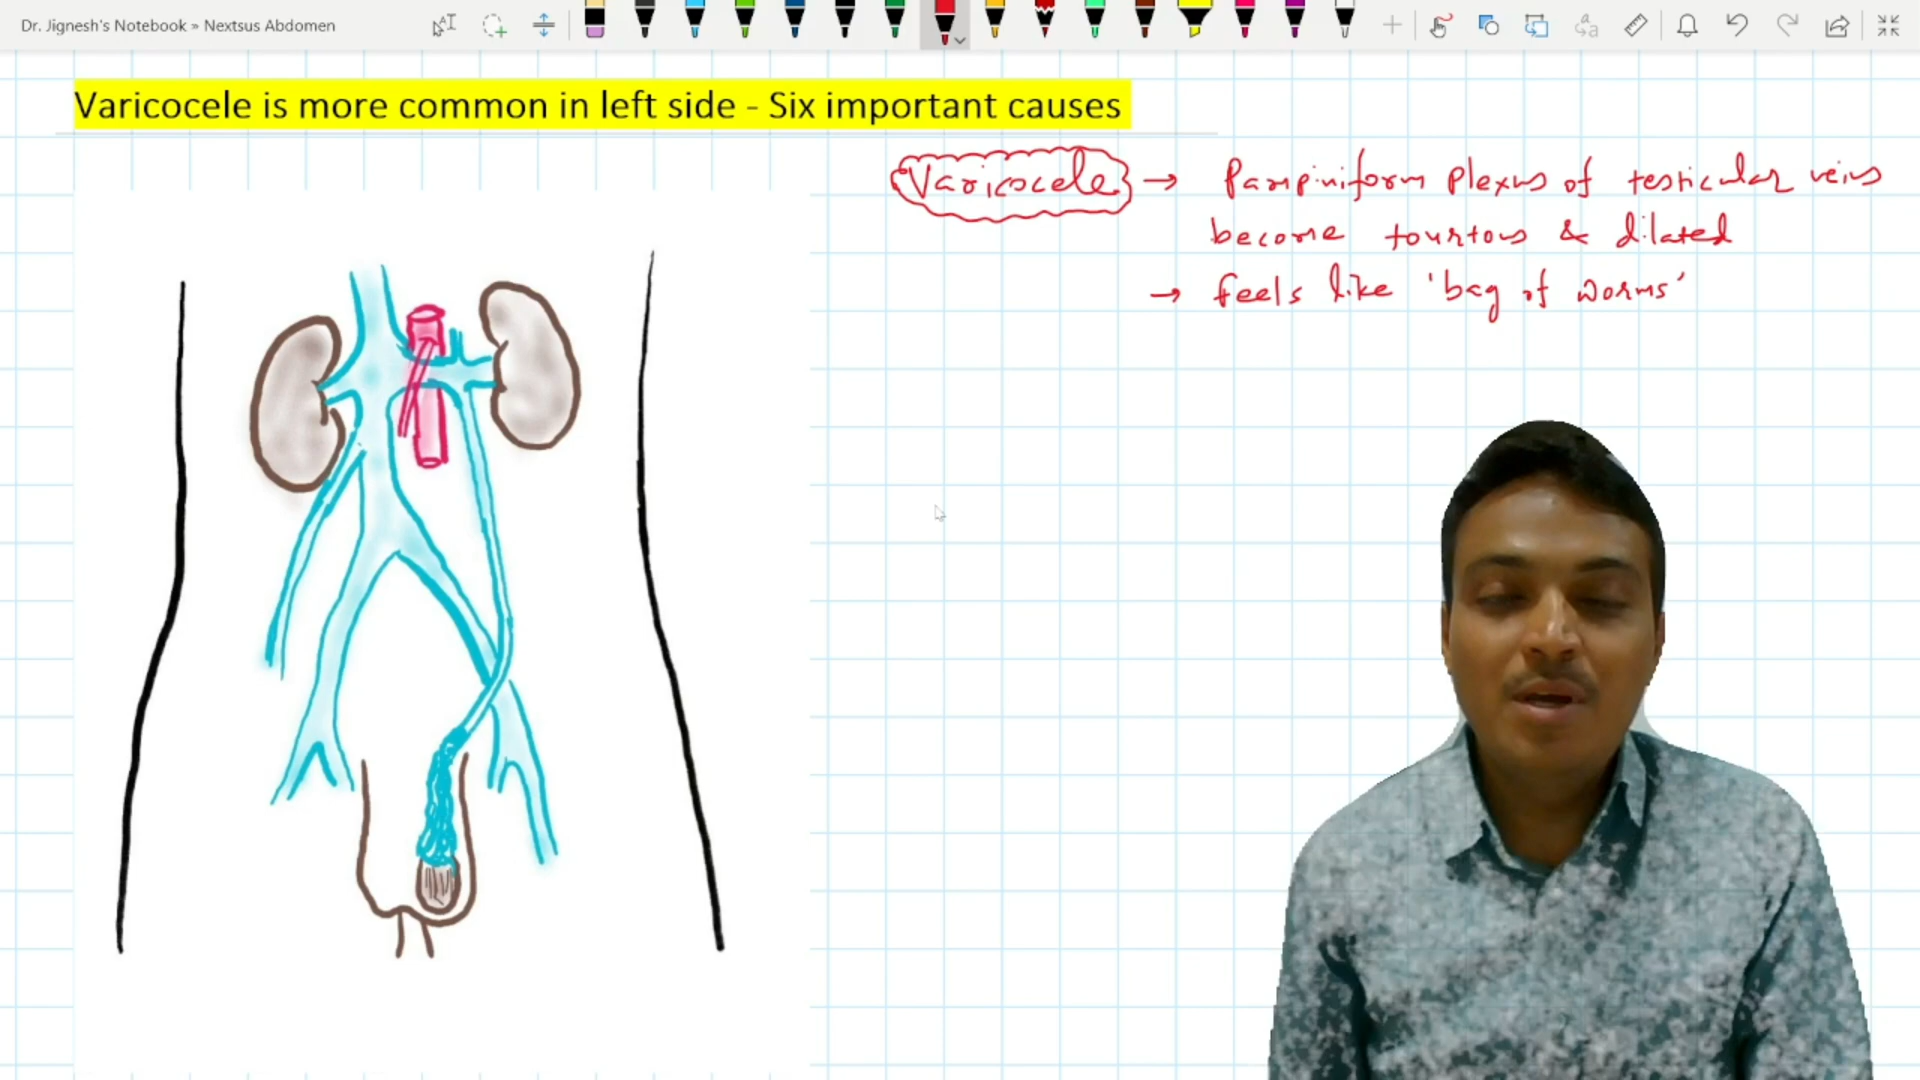 Dr. Jignesh's Notebook » Nextsus Abdomen
Varicocele is more common in left side - Six important causes
Varicocele → Pampiniform plexus of testicular veins
become tourtous & dilated
→ feels like 'bag of worms'